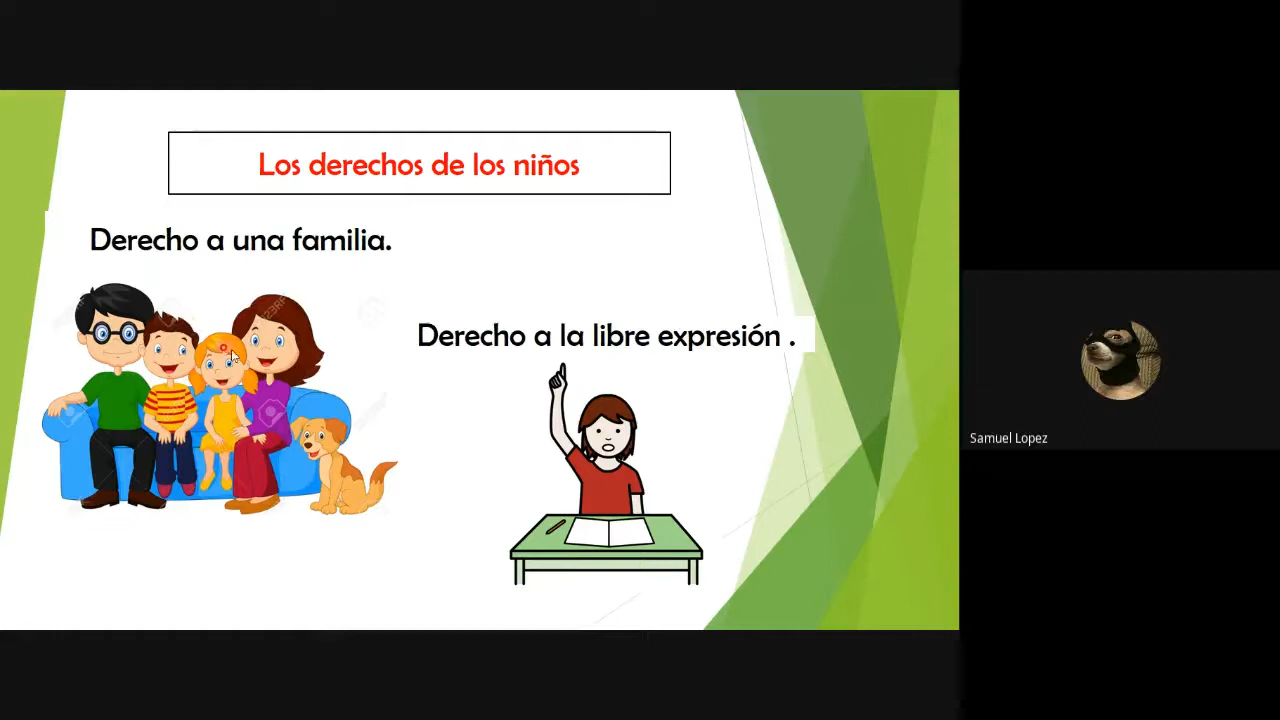 Los derechos de los niños
Derecho a una familia.
Derecho a la libre expresión .
Samuel Lopez